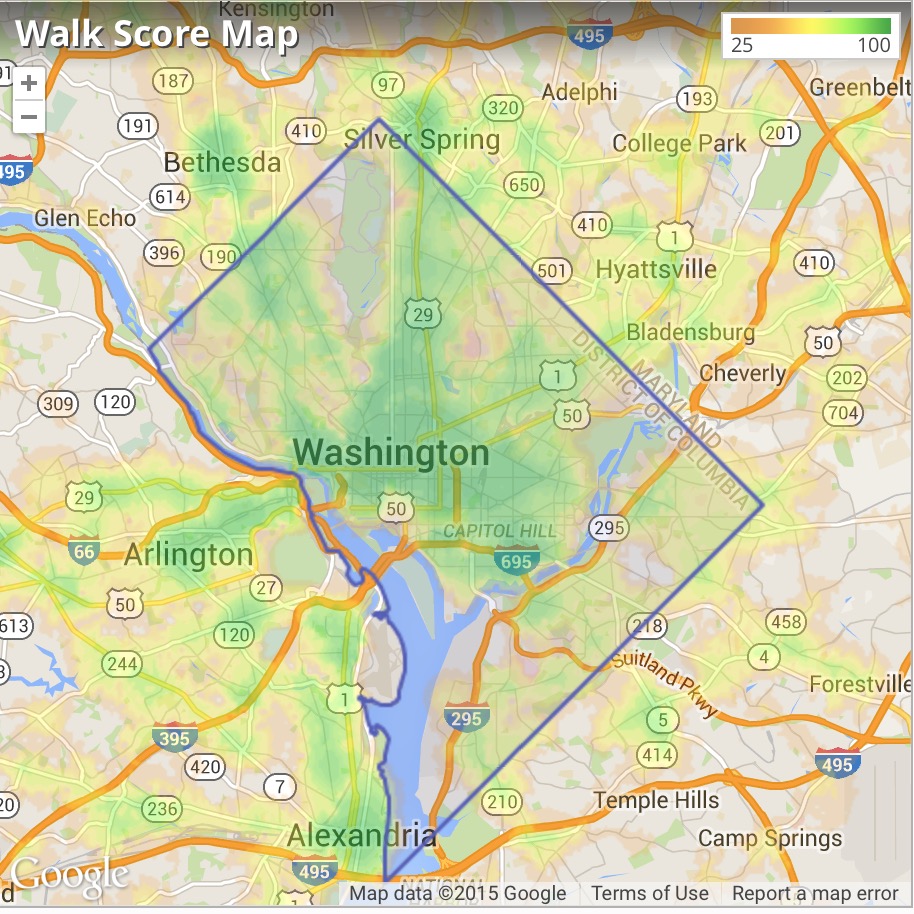 Kensington
Walk Score Map
495
25 100
+
91
187
97
Adelphi
193
Greenbelt
320
−
191
410
Silver Spring
College Park
201
495
Bethesda
614
650
Glen Echo
410
1
396
190
501
Hyattsville
410
29
Bladensburg
50
DISTRICT OF COLUMBIA
MARYLAND
1
Cheverly
202
309
120
50
704
Washington
29
50
CAPITOL HILL
295
66
Arlington
695
27
50
613
120
218
458
244
4
Suitland Pkwy
Forestville
1
295
5
395
414
495
420
7
210
Temple Hills
20
236
Alexandria
Camp Springs
495
Google
d
NATIONAL
Map data ©2015 Google Terms of Use Report a map error